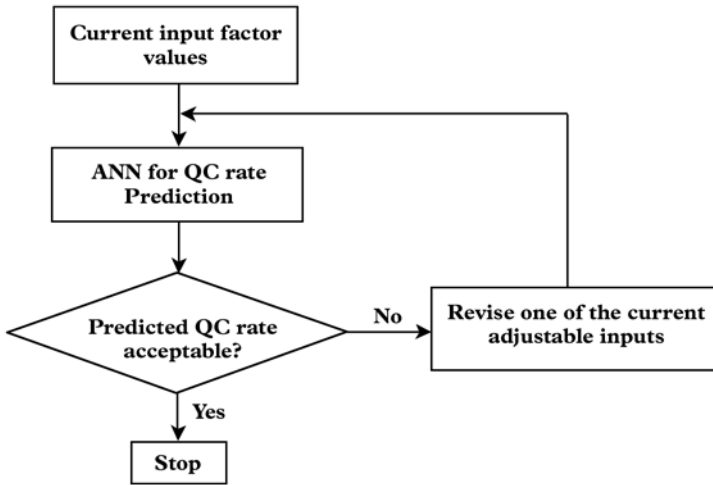 Current input factor
values
ANN for QC rate
Prediction
Predicted QC rate
acceptable?
No
Revise one of the current
adjustable inputs
Yes
Stop